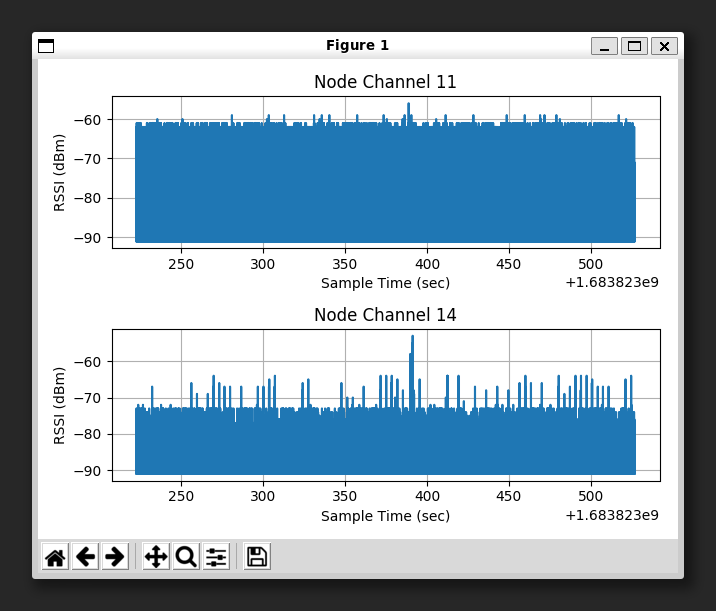 Figure 1
Node Channel 11
RSSI (dBm)
−60
−70
−80
−90
250 300 350 400 450 500
Sample Time (sec)
+1.683823e9
Node Channel 14
RSSI (dBm)
−60
−70
−80
−90
250 300 350 400 450 500
Sample Time (sec)
+1.683823e9